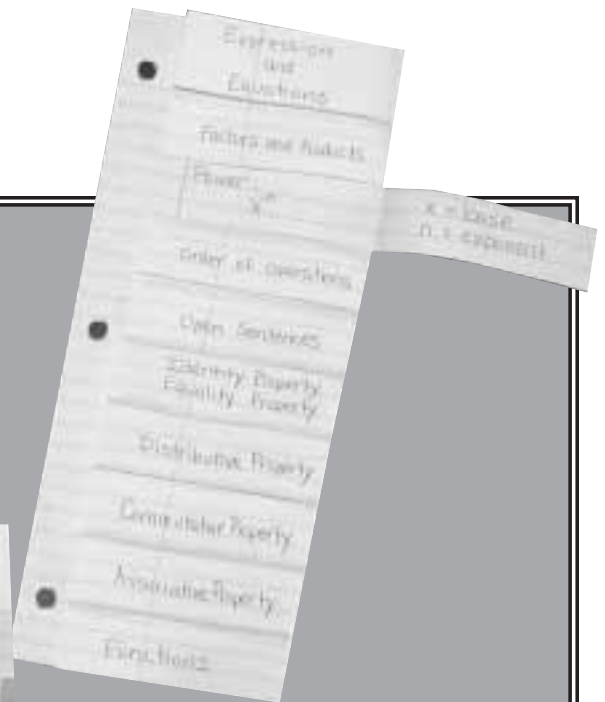 Expressions
and
Equations
Factors and Products
Power
x^n
x = base
n = exponent
Order of Operations
Open Sentences
Identity Property
Equality Property
Distributive Property
Commutative Property
Associative Property
Functions